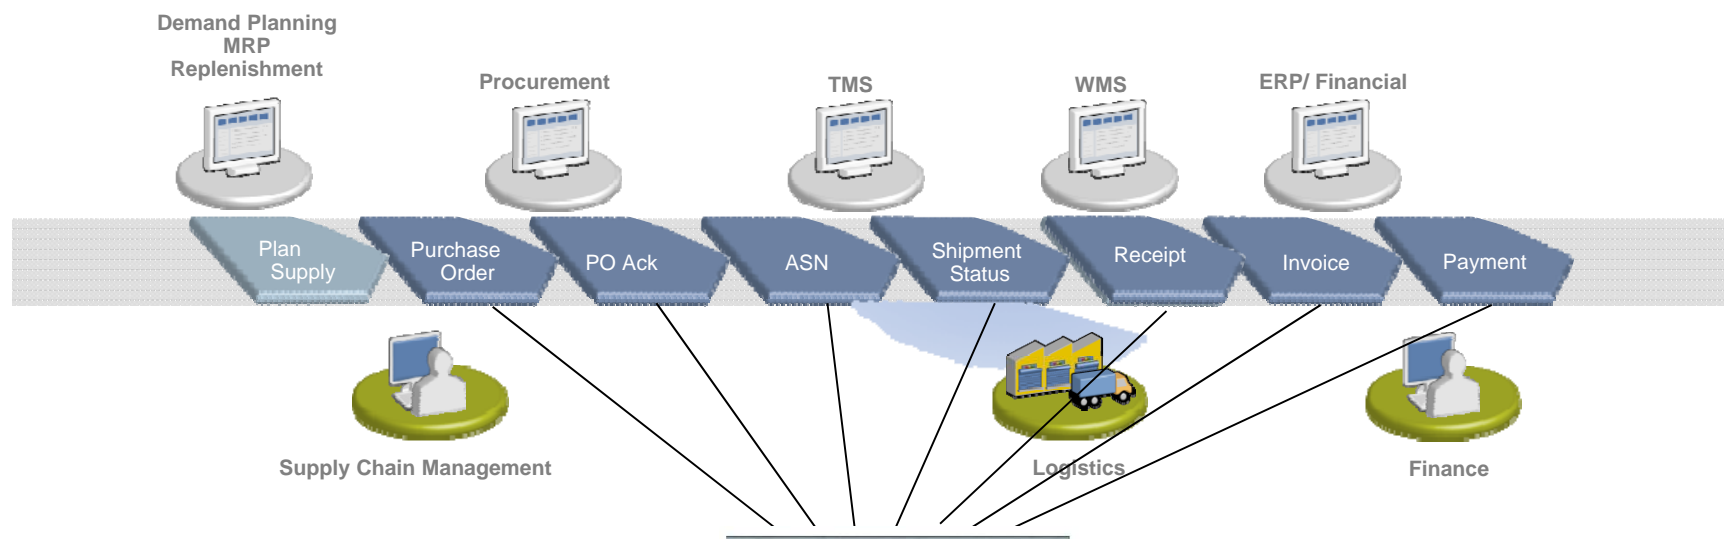 Demand Planning
MRP
Replenishment
Procurement
TMS
WMS
ERP/ Financial
Plan
Supply
Purchase
Order
PO Ack
ASN
Shipment
Status
Receipt
Invoice
Payment
Supply Chain Management
Logistics
Finance